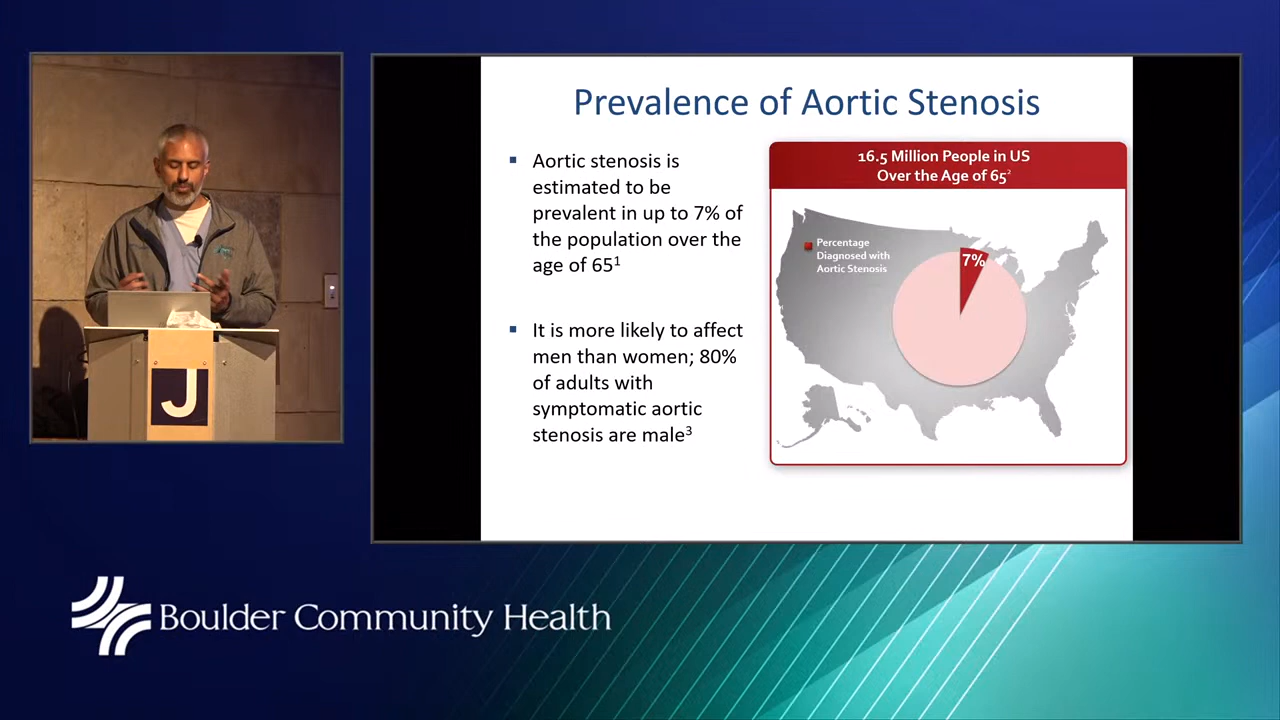 Prevalence of Aortic Stenosis
▪ Aortic stenosis is
estimated to be
prevalent in up to 7% of
the population over the
age of 65¹
▪ It is more likely to affect
men than women; 80%
of adults with
symptomatic aortic
stenosis are male³
16.5 Million People in US
Over the Age of 65²
Percentage
Diagnosed with
Aortic Stenosis
7%
J
Boulder Community Health